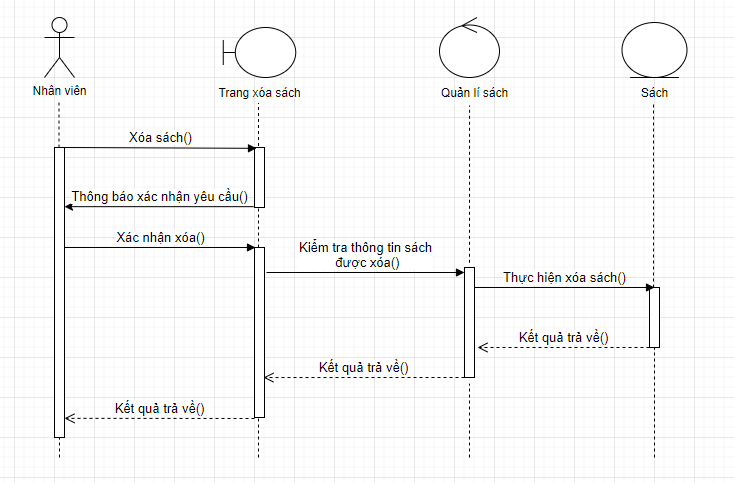 Nhân viên
Trang xóa sách
Quản lí sách
Sách
Xóa sách()
Thông báo xác nhận yêu cầu()
Xác nhận xóa()
Kiểm tra thông tin sách
được xóa()
Thực hiện xóa sách()
Kết quả trả về()
Kết quả trả về()
Kết quả trả về()